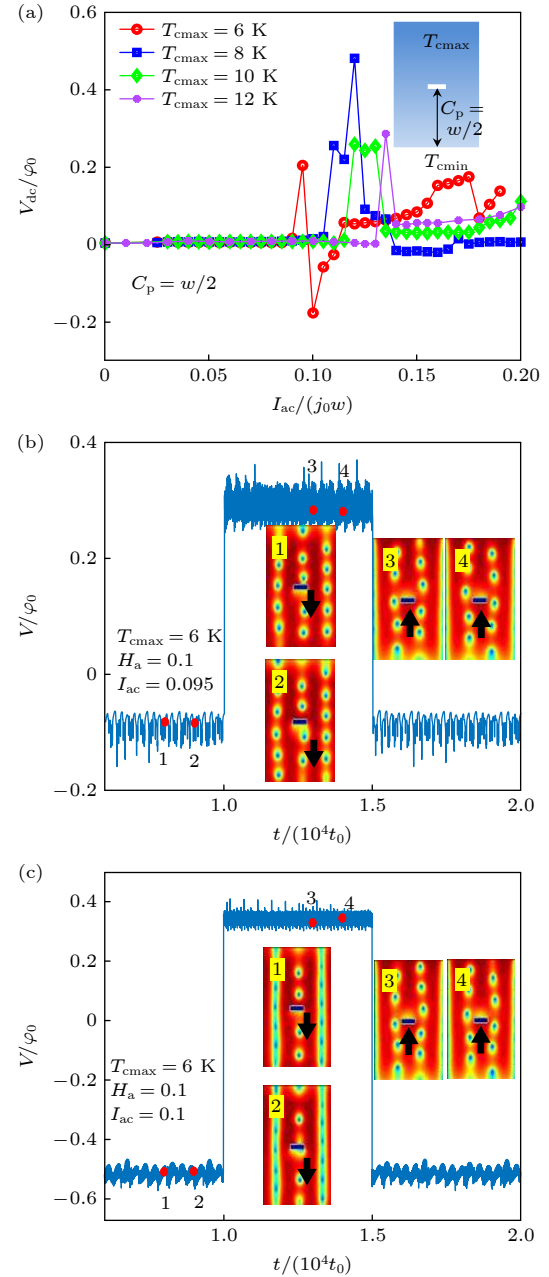 (a)
0.6
0.4
0.2
0
−0.2
V_dc/φ_0
T_cmax = 6 K
T_cmax = 8 K
T_cmax = 10 K
T_cmax = 12 K
T_cmax
C_p =
w/2
T_cmin
C_p = w/2
0 0.05 0.10 0.15 0.20
I_ac/(j_0w)
(b)
0.4
0.2
0
−0.2
V/φ_0
3 4
1
3 4
T_cmax = 6 K
H_a = 0.1
I_ac = 0.095
2
1 2
1.0 1.5 2.0
t/(10^4t_0)
(c)
0.4
0.2
0
−0.2
−0.4
−0.6
V/φ_0
3 4
1
3 4
T_cmax = 6 K
H_a = 0.1
I_ac = 0.1
2
1 2
1.0 1.5 2.0
t/(10^4t_0)